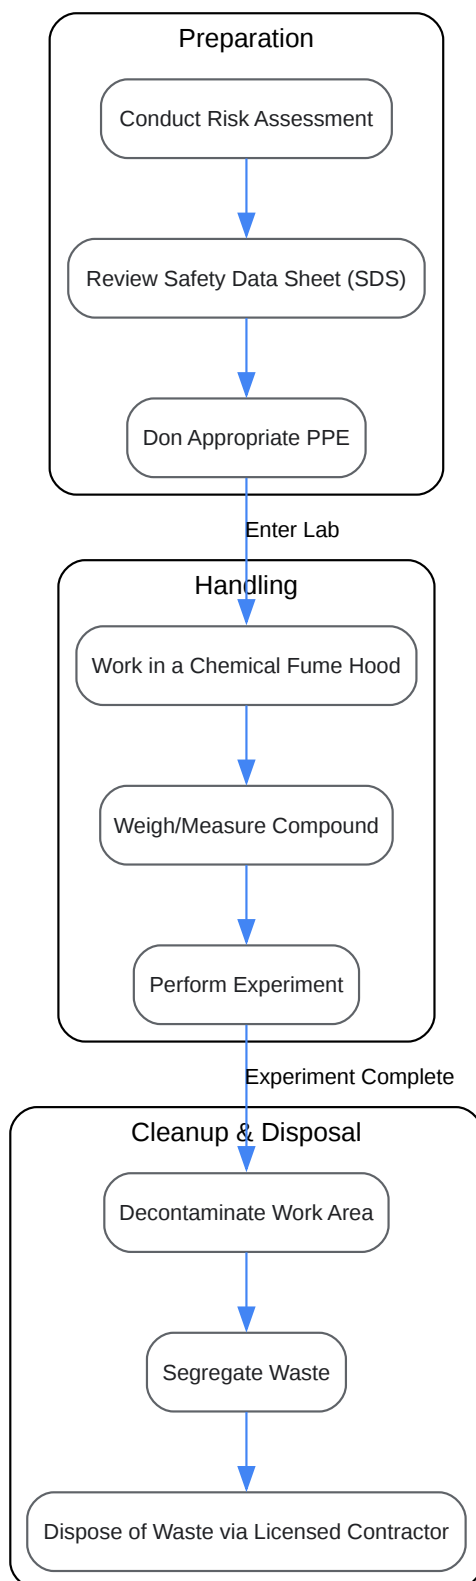 Preparation
Conduct Risk Assessment
Review Safety Data Sheet (SDS)
Don Appropriate PPE
Enter Lab
Handling
Work in a Chemical Fume Hood
Weigh/Measure Compound
Perform Experiment
Experiment Complete
Cleanup & Disposal
Decontaminate Work Area
Segregate Waste
Dispose of Waste via Licensed Contractor